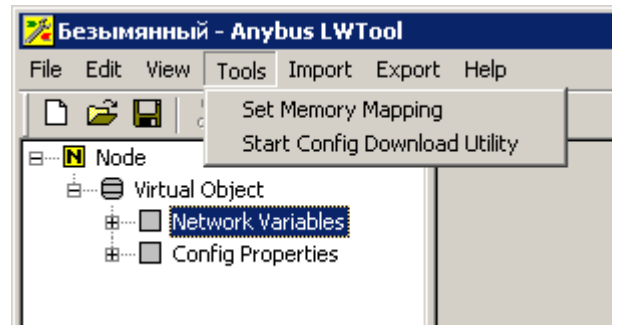 Безымянный - Anybus LWTool
File Edit View Tools Import Export Help
Set Memory Mapping
Start Config Download Utility
N Node
Virtual Object
Network Variables
Config Properties